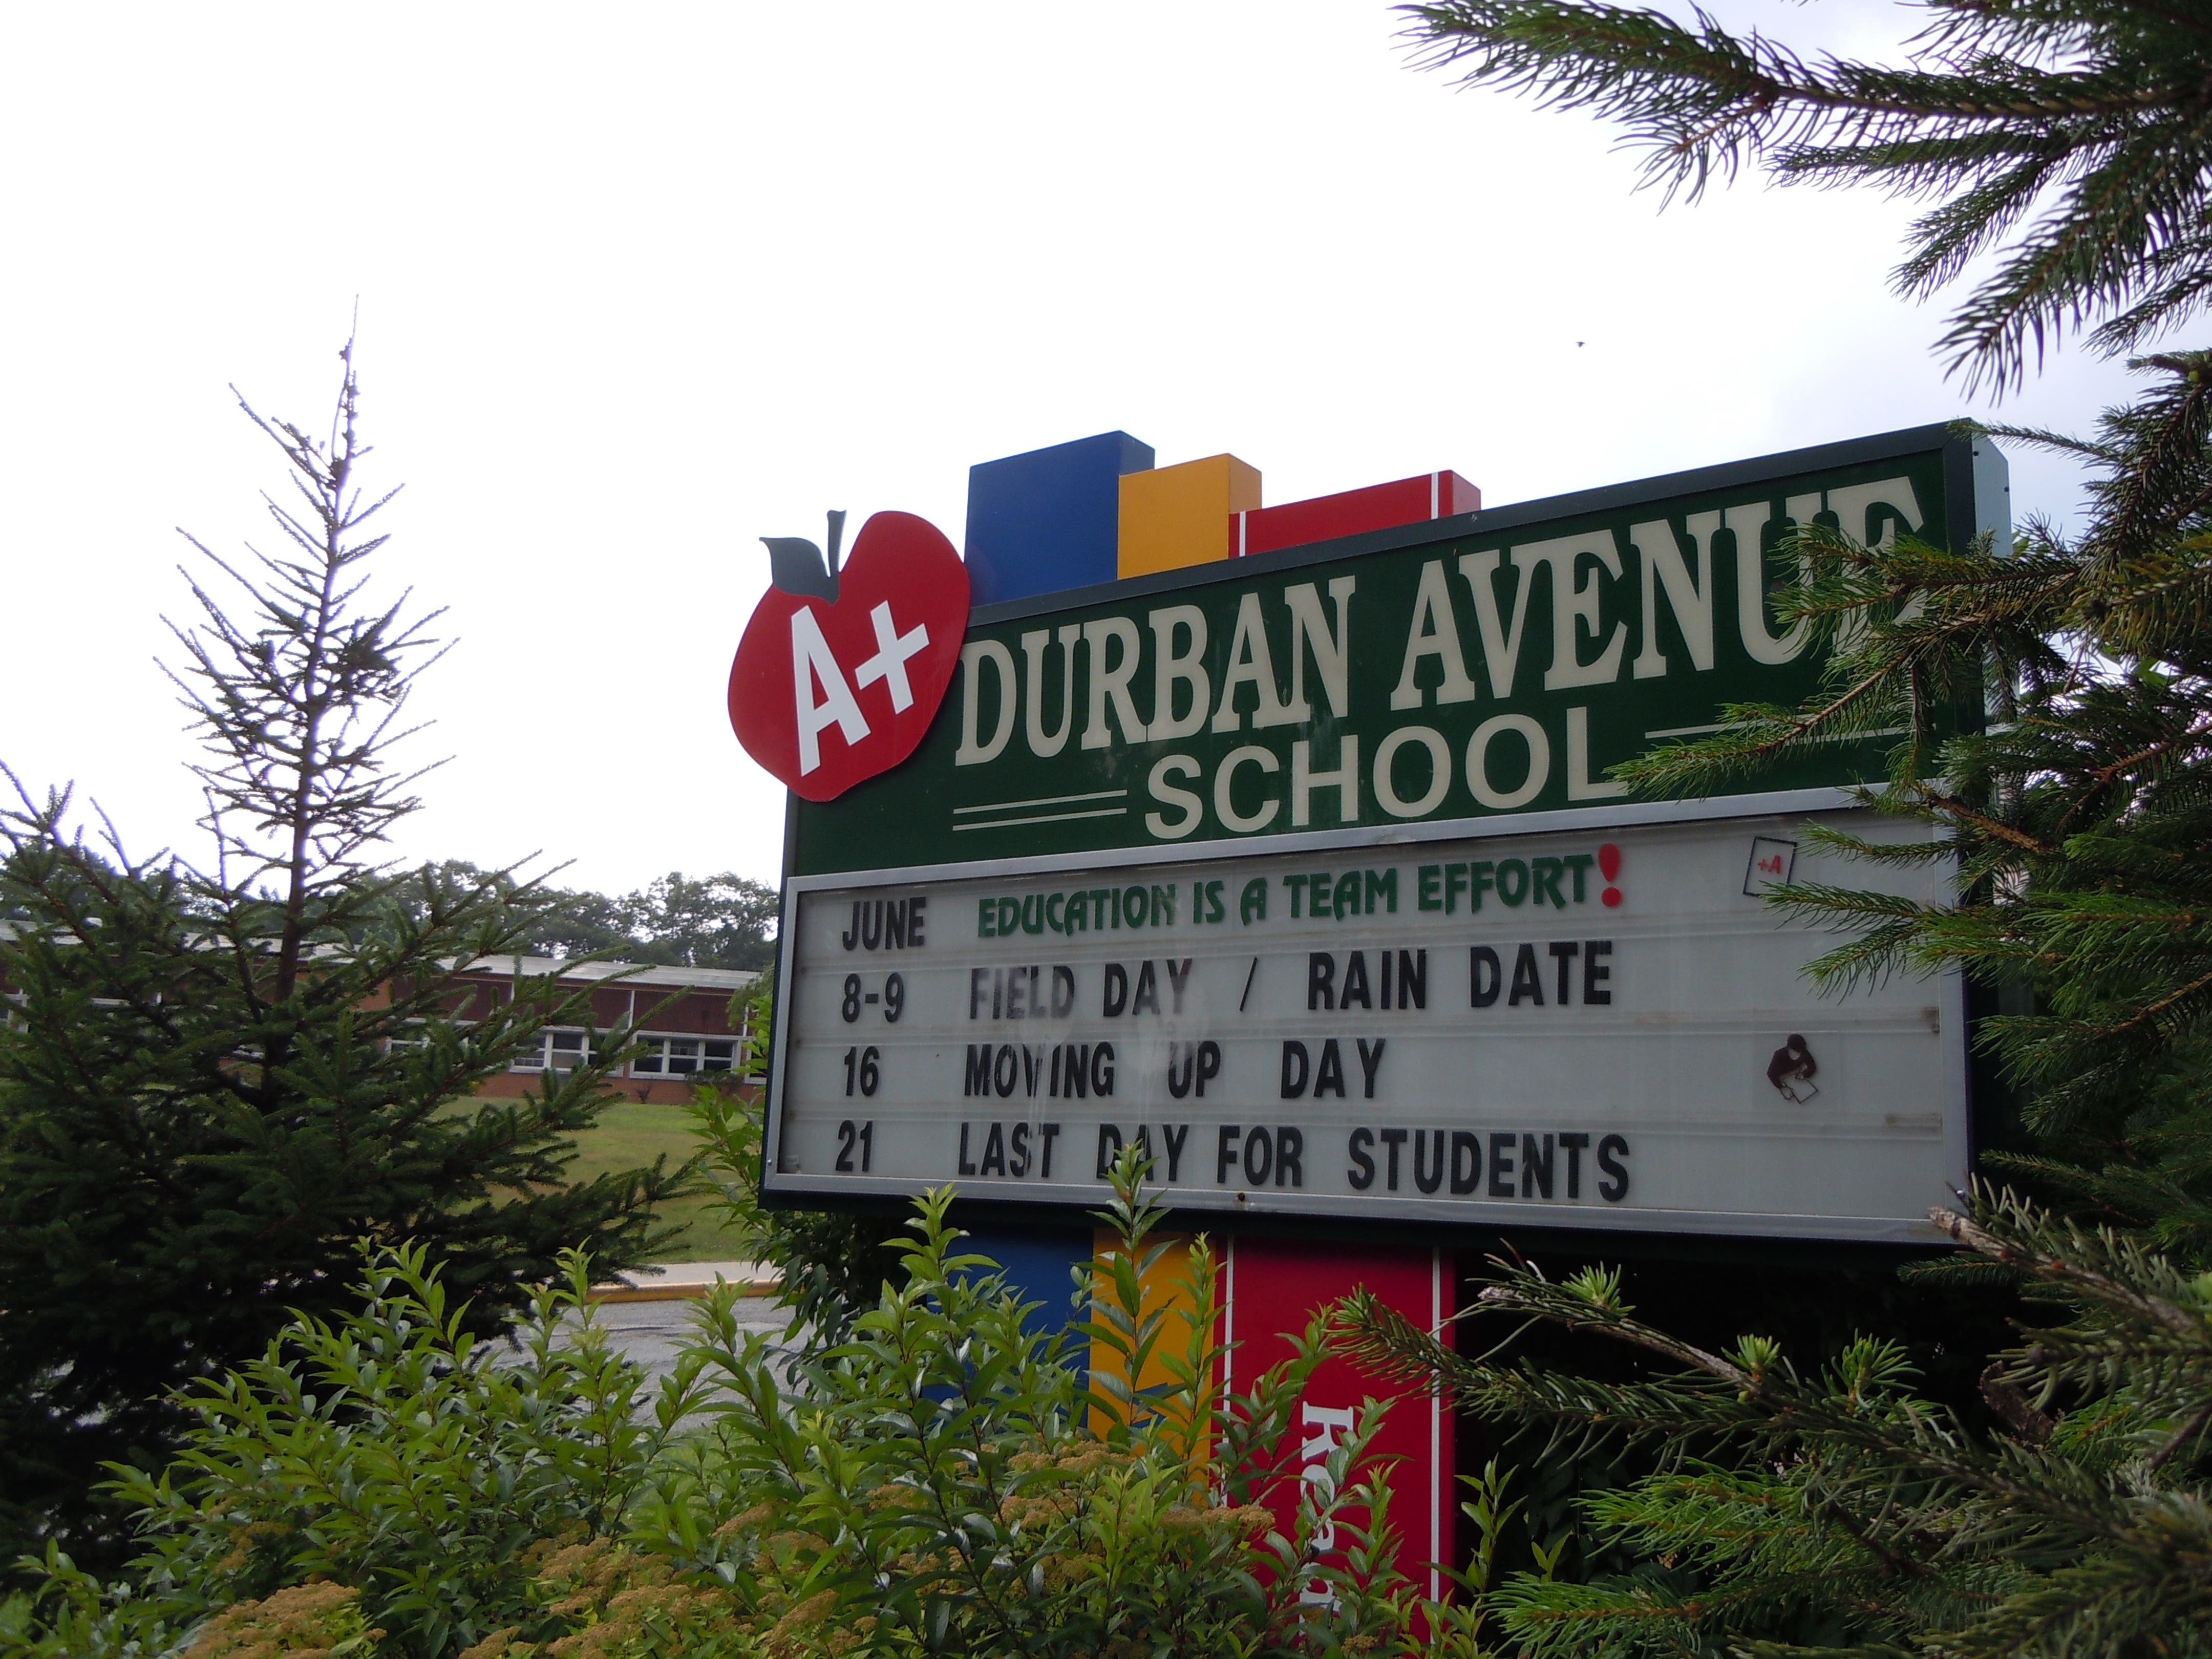 A+
DURBAN AVENUE
SCHOOL
JUNE EDUCATION IS A TEAM EFFORT!
+A
8-9 FIELD DAY / RAIN DATE
16 MOVING UP DAY
21 LAST DAY FOR STUDENTS